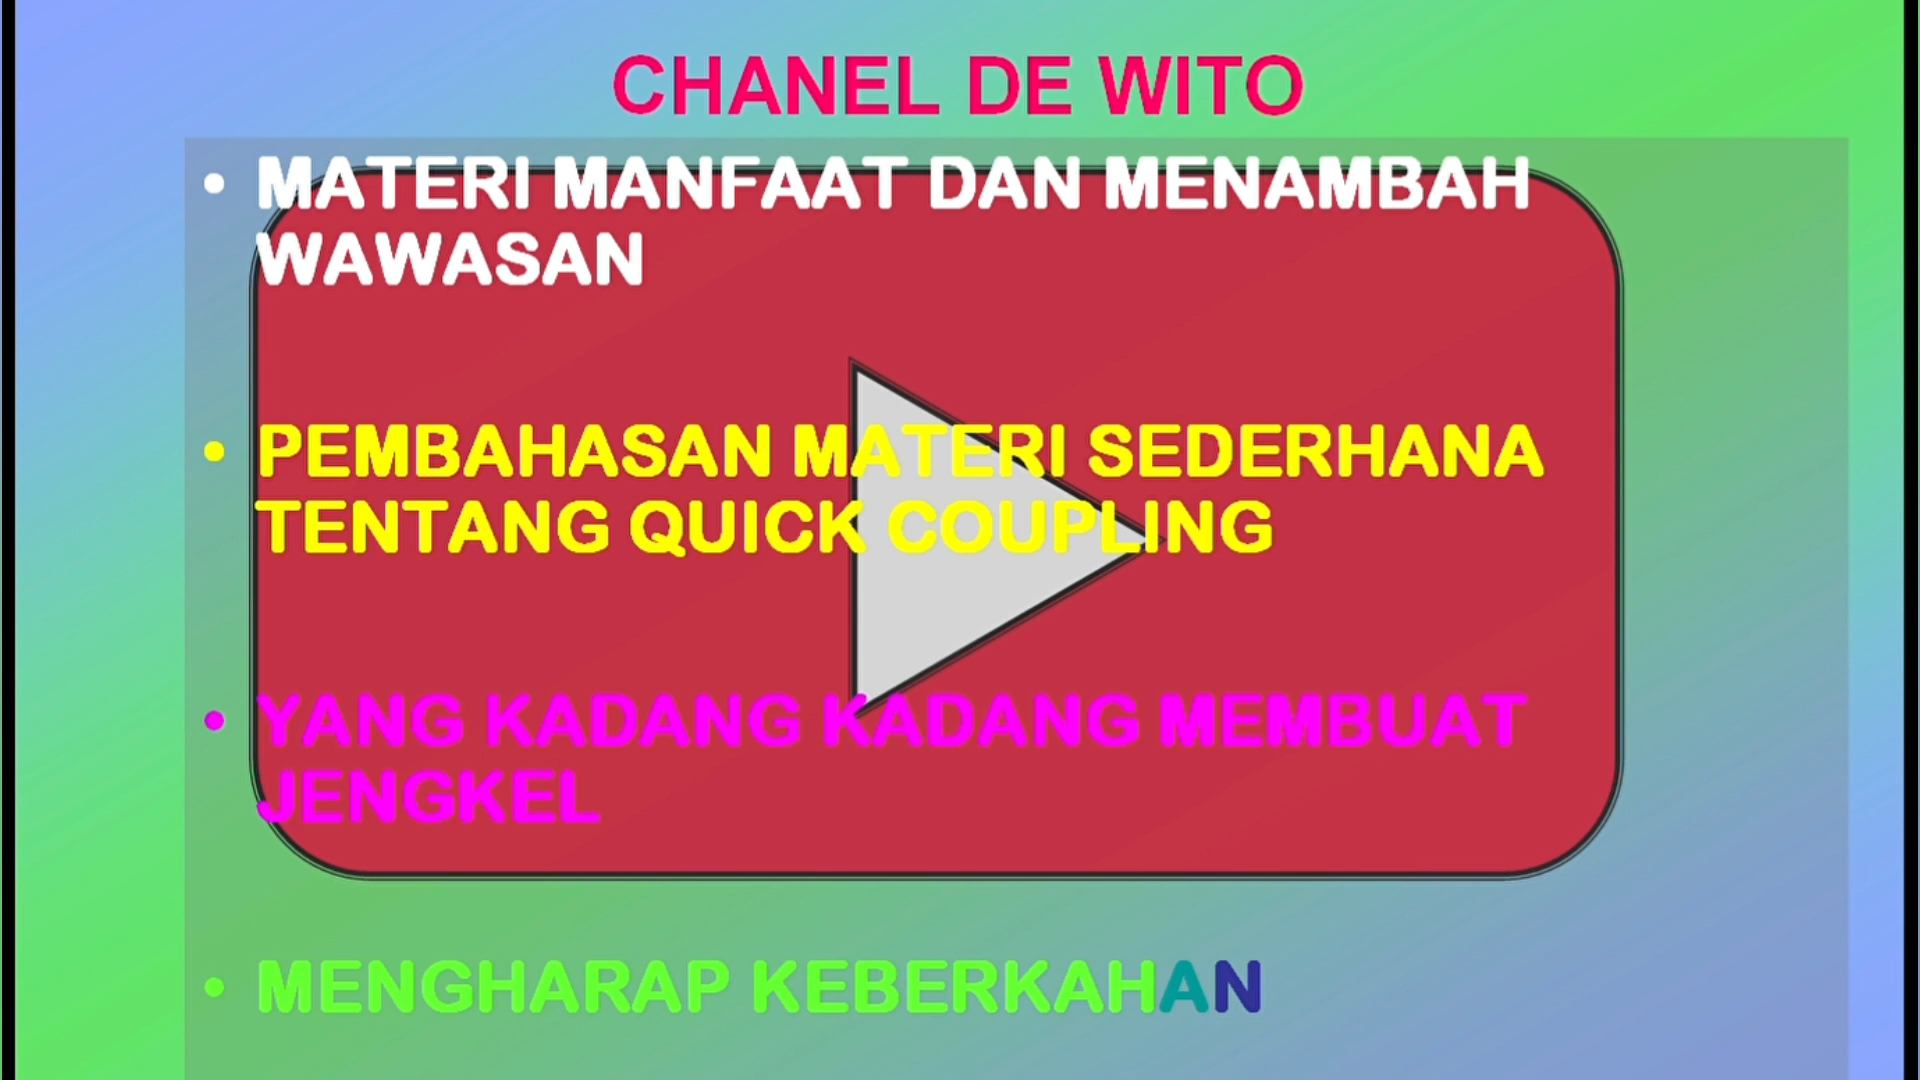 CHANEL DE WITO
• MATERI MANFAAT DAN MENAMBAH
WAWASAN
• PEMBAHASAN MATERI SEDERHANA
TENTANG QUICK COUPLING
• YANG KADANG KADANG MEMBUAT
JENGKEL
• MENGHARAP KEBERKAHAN